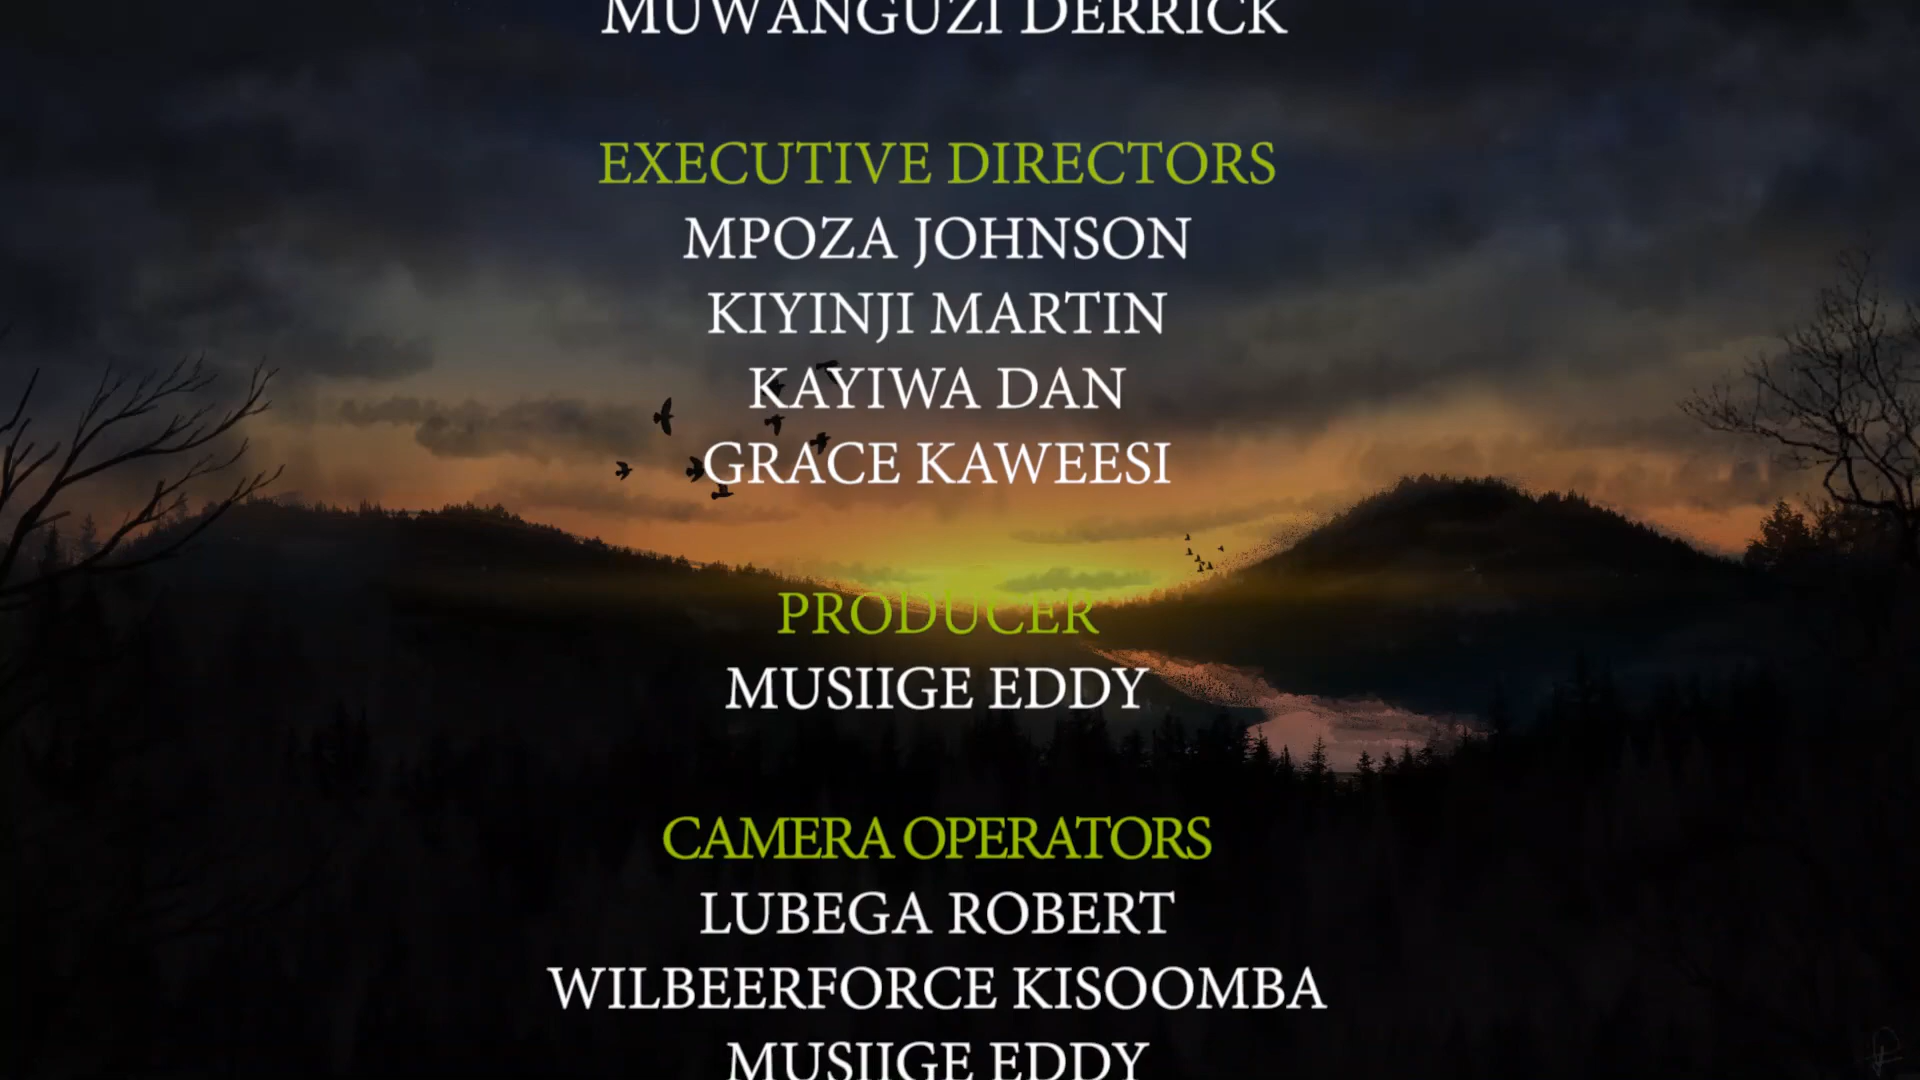 MUWANGUZI DERRICK
EXECUTIVE DIRECTORS
MPOZA JOHNSON
KIYINJI MARTIN
KAYIWA DAN
GRACE KAWEESI
PRODUCER
MUSIIGE EDDY
CAMERA OPERATORS
LUBEGA ROBERT
WILBEERFORCE KISOOMBA
MUSIIGE EDDY